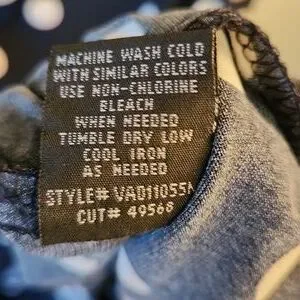 MACHINE WASH COLD
WITH SIMILAR COLORS
USE NON-CHLORINE
BLEACH
WHEN NEEDED
TUMBLE DRY LOW
COOL IRON
AS NEEDED
STYLE# VA011055M
CUT# 49568